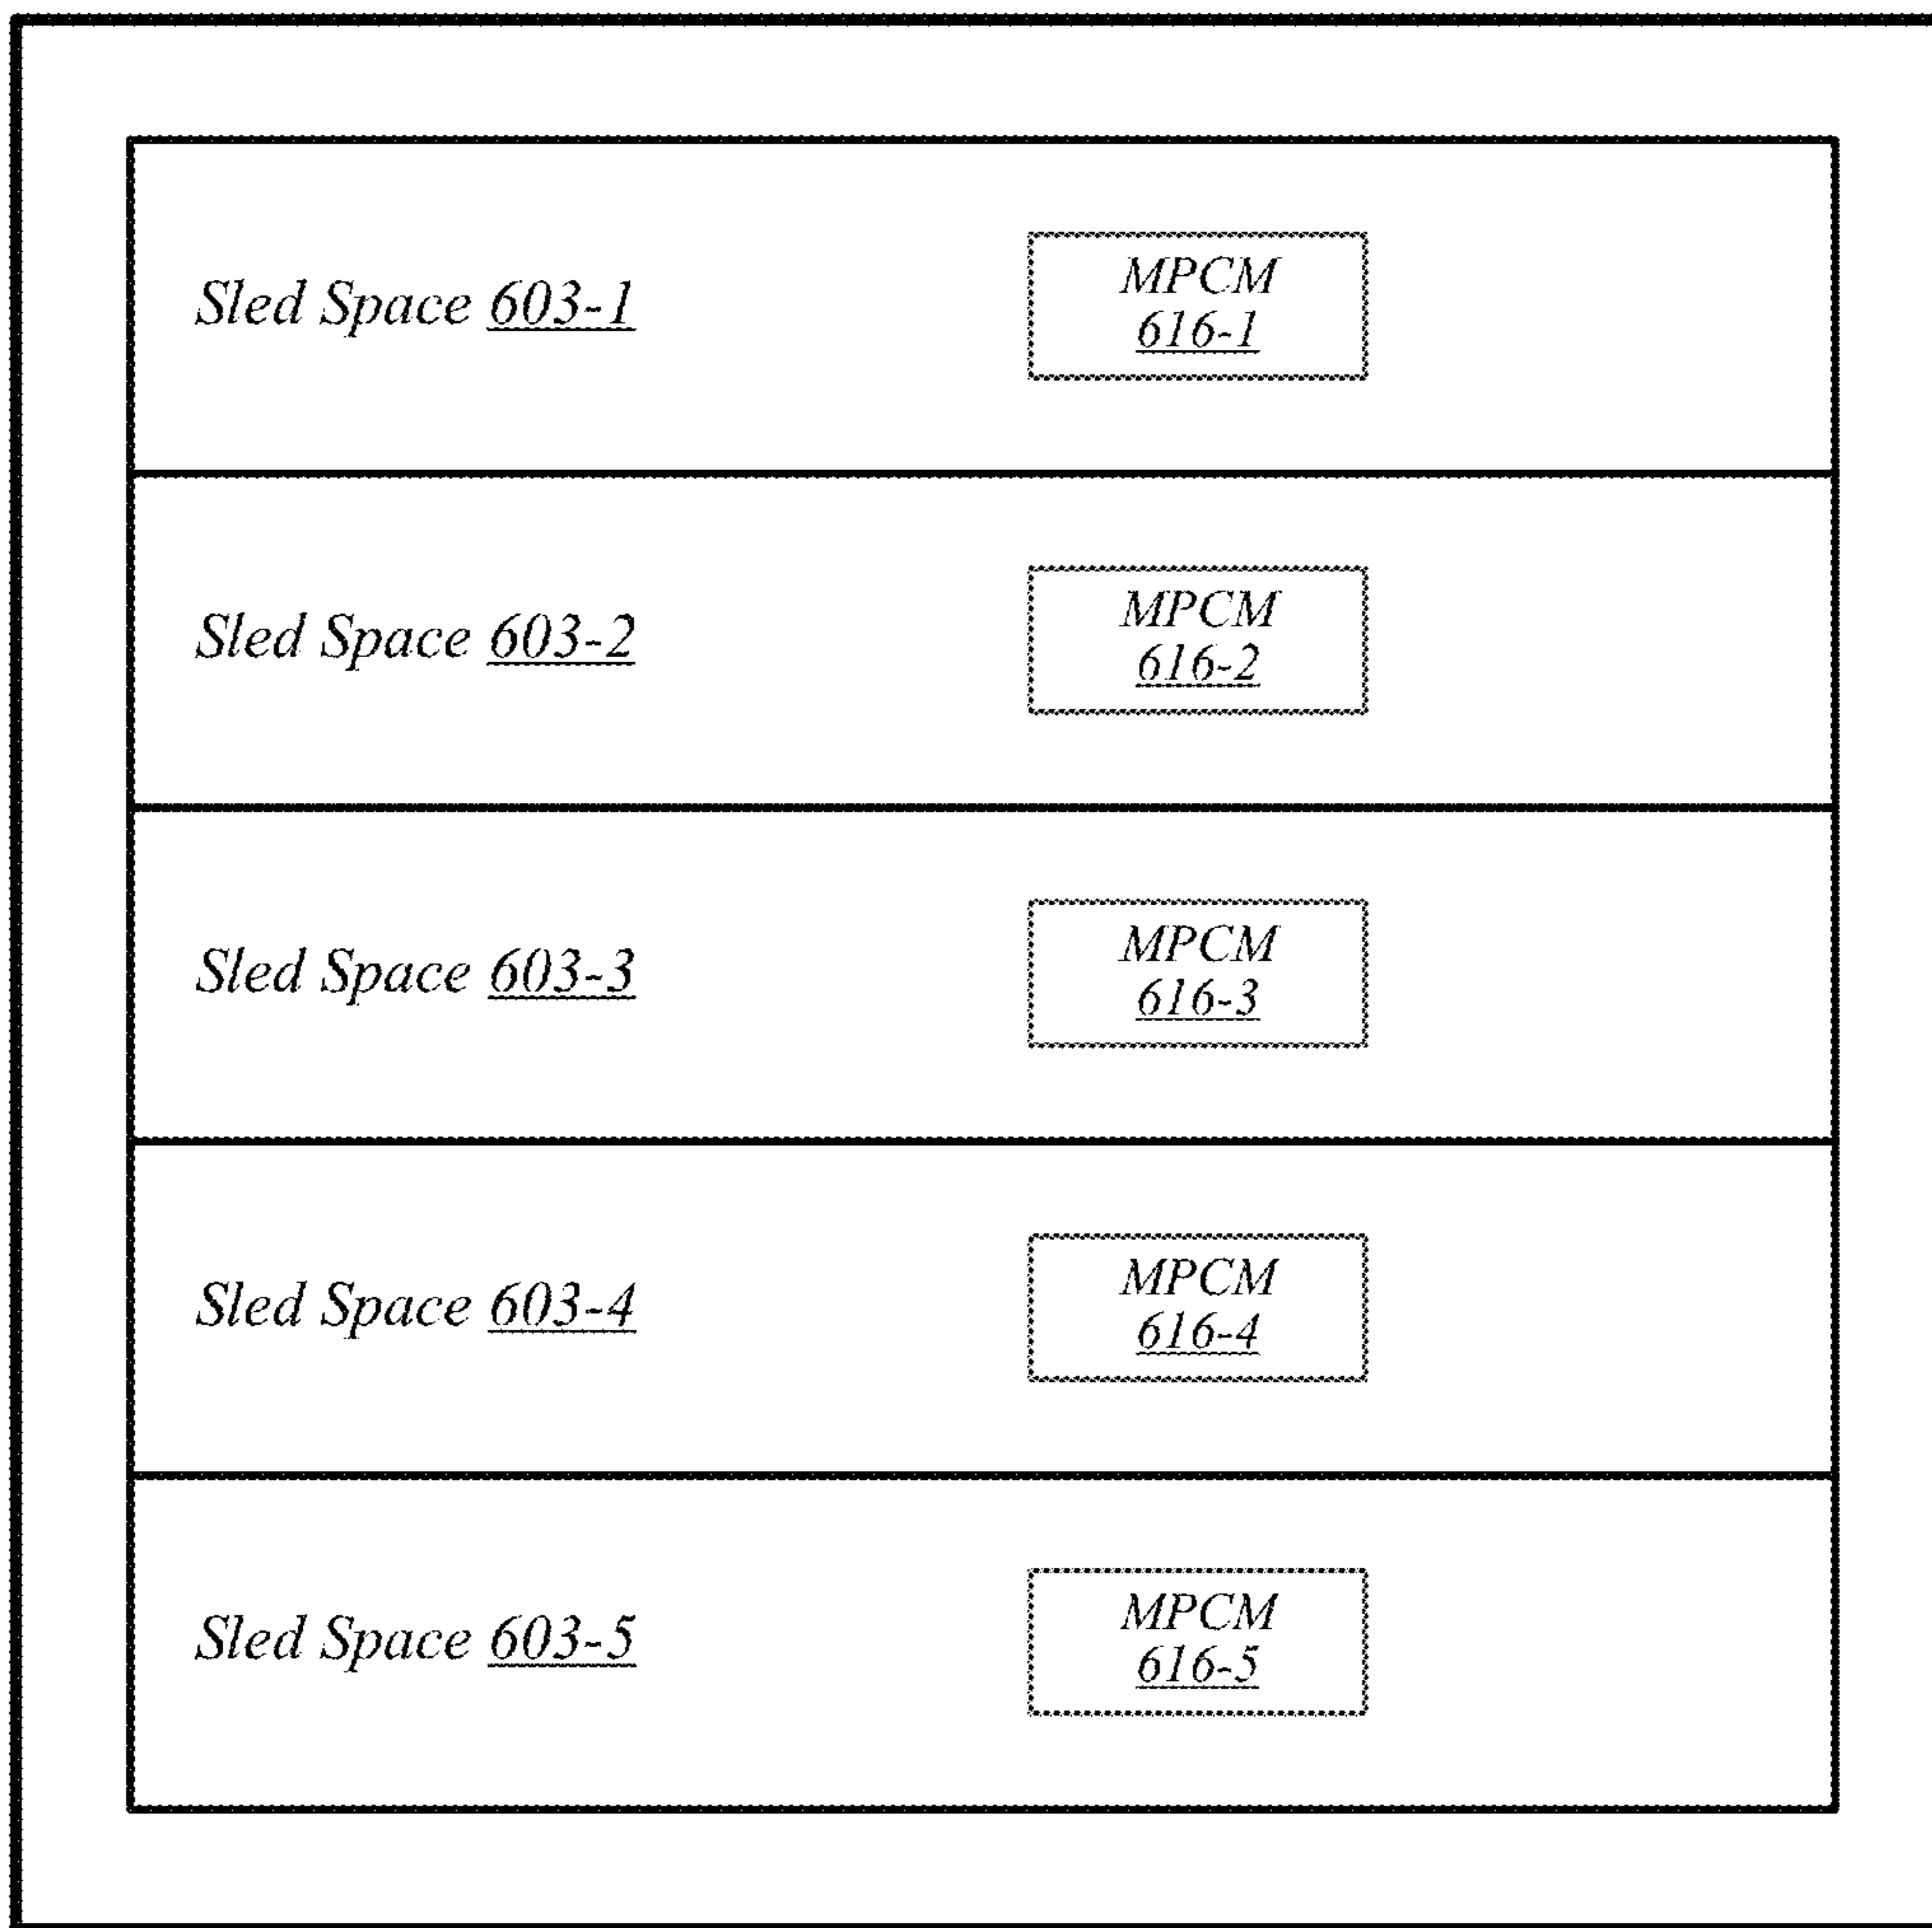 Sled Space 603-1
MPCM
616-1
Sled Space 603-2
MPCM
616-2
Sled Space 603-3
MPCM
616-3
Sled Space 603-4
MPCM
616-4
Sled Space 603-5
MPCM
616-5